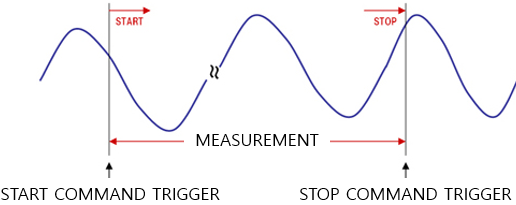 START
STOP
MEASUREMENT
START COMMAND TRIGGER
STOP COMMAND TRIGGER